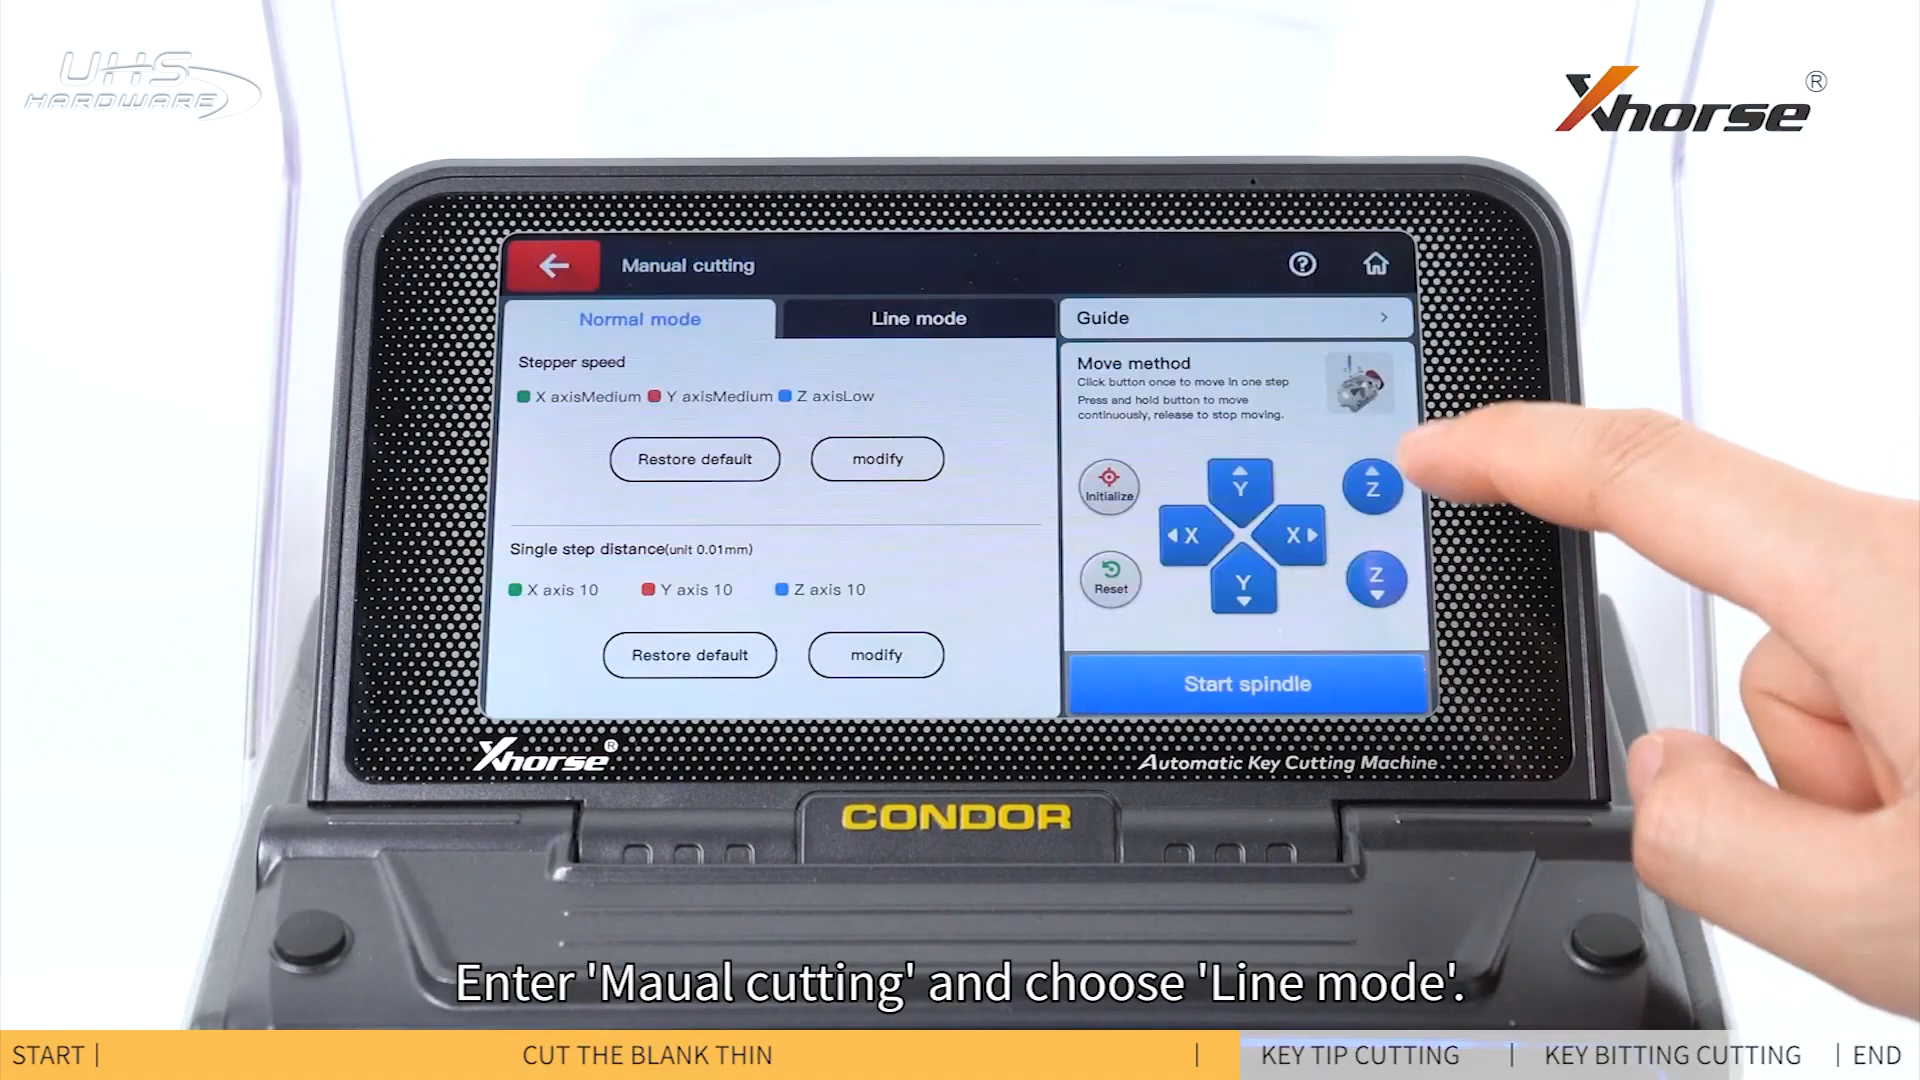 UHS
HARDWARE
Xhorse®
Manual cutting
Normal mode
Line mode
Guide
Stepper speed
X axisMedium Y axisMedium Z axisLow
Restore default
modify
Single step distance(unit 0.01mm)
X axis 10 Y axis 10 Z axis 10
Restore default
modify
Move method
Click button once to move in one step
Press and hold button to move
continuously, release to stop moving.
Initialize
Y
Z
X
X
Reset
Y
Z
Start spindle
Xhorse®
Automatic Key Cutting Machine
CONDOR
Enter 'Maual cutting' and choose 'Line mode'.
START | CUT THE BLANK THIN | KEY TIP CUTTING | KEY BITTING CUTTING | END